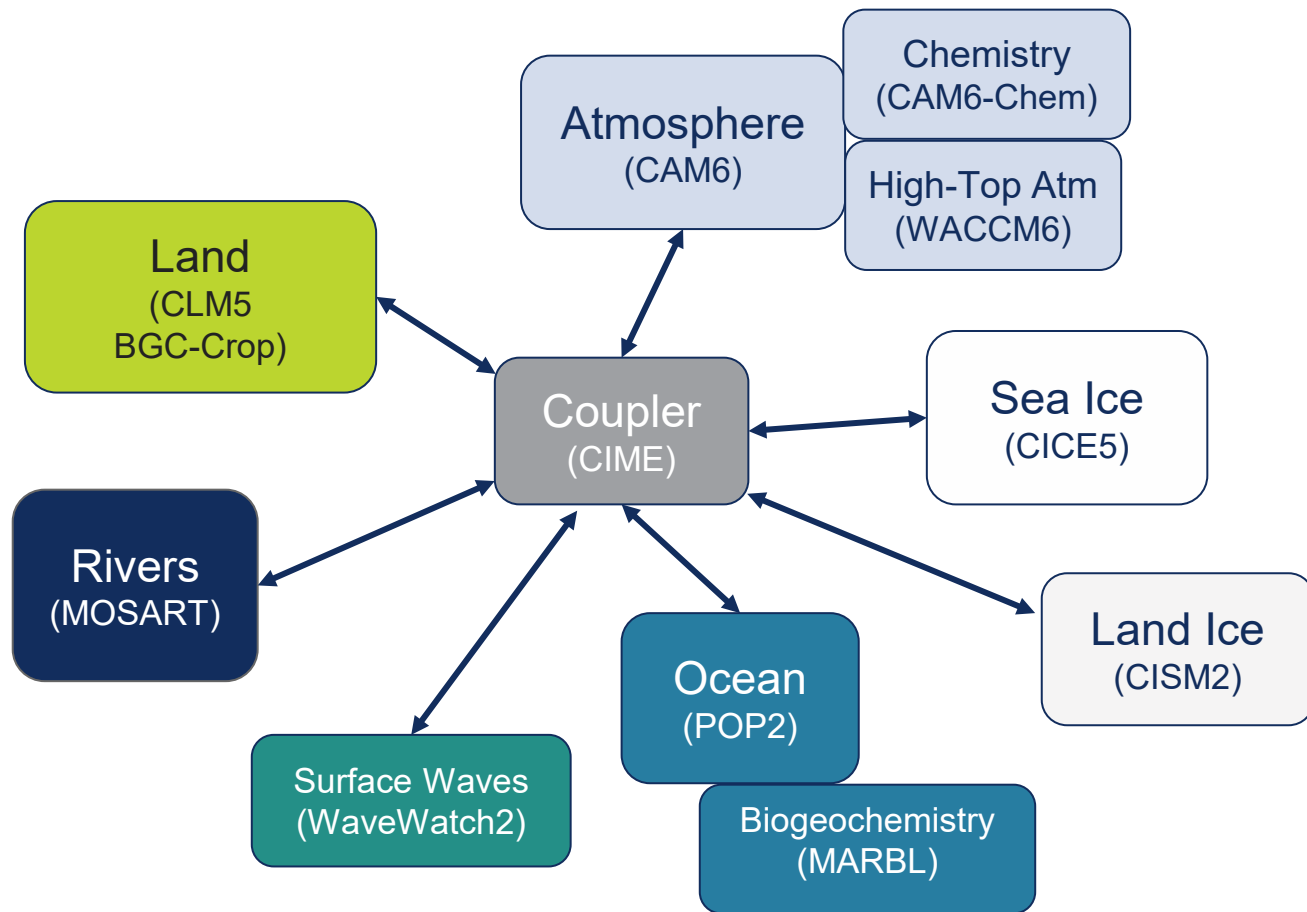 Chemistry
(CAM6-Chem)
Atmosphere
(CAM6)
High-Top Atm
(WACCM6)
Land
(CLM5
BGC-Crop)
Coupler
(CIME)
Sea Ice
(CICE5)
Rivers
(MOSART)
Land Ice
(CISM2)
Ocean
(POP2)
Surface Waves
(WaveWatch2)
Biogeochemistry
(MARBL)